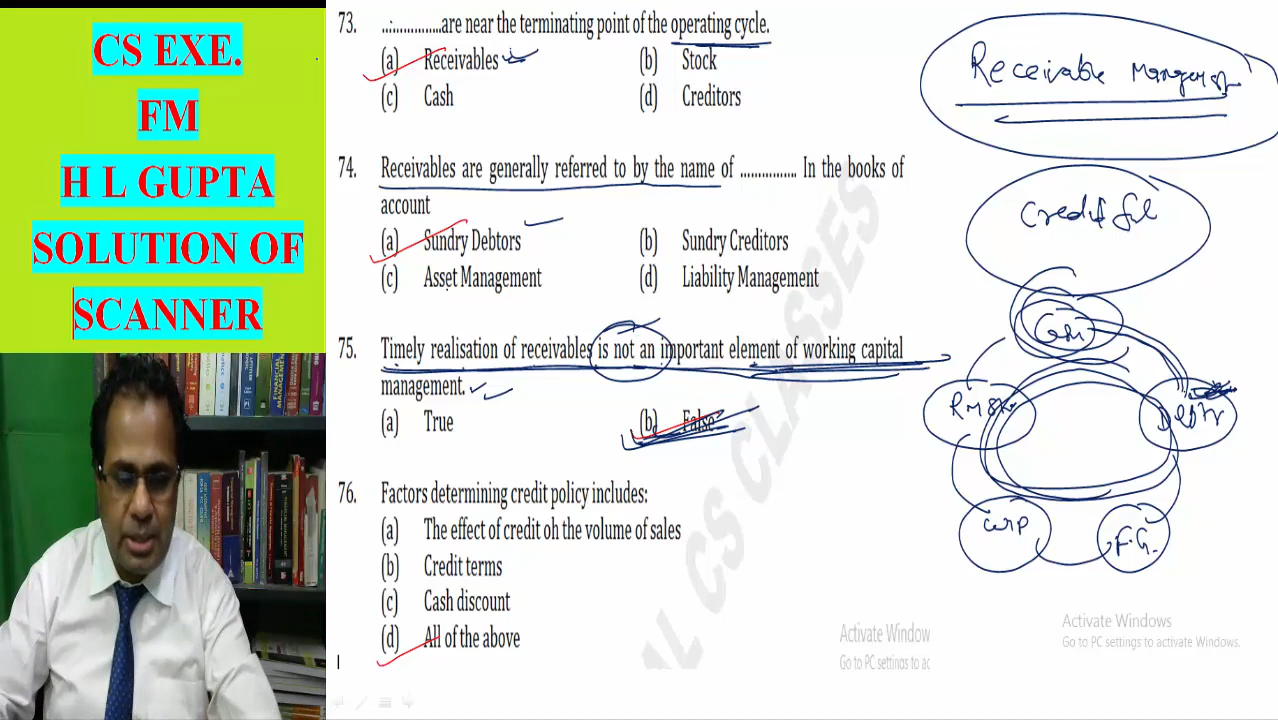 CS EXE.
FM
H L GUPTA
SOLUTION OF
SCANNER
73. ..................are near the terminating point of the operating cycle.
(a) Receivables (b) Stock
(c) Cash (d) Creditors
74. Receivables are generally referred to by the name of ................ In the books of
account
(a) Sundry Debtors (b) Sundry Creditors
(c) Asset Management (d) Liability Management
75. Timely realisation of receivables is not an important element of working capital
management.
(a) True (b) False
76. Factors determining credit policy includes:
(a) The effect of credit oh the volume of sales
(b) Credit terms
(c) Cash discount
(d) All of the above
Receivable
Credit
WIP
F.G.
AL CS CLASSES
Activate Window
Go to PC settings to ac
Activate Windows
Go to PC settings to activate Windows.